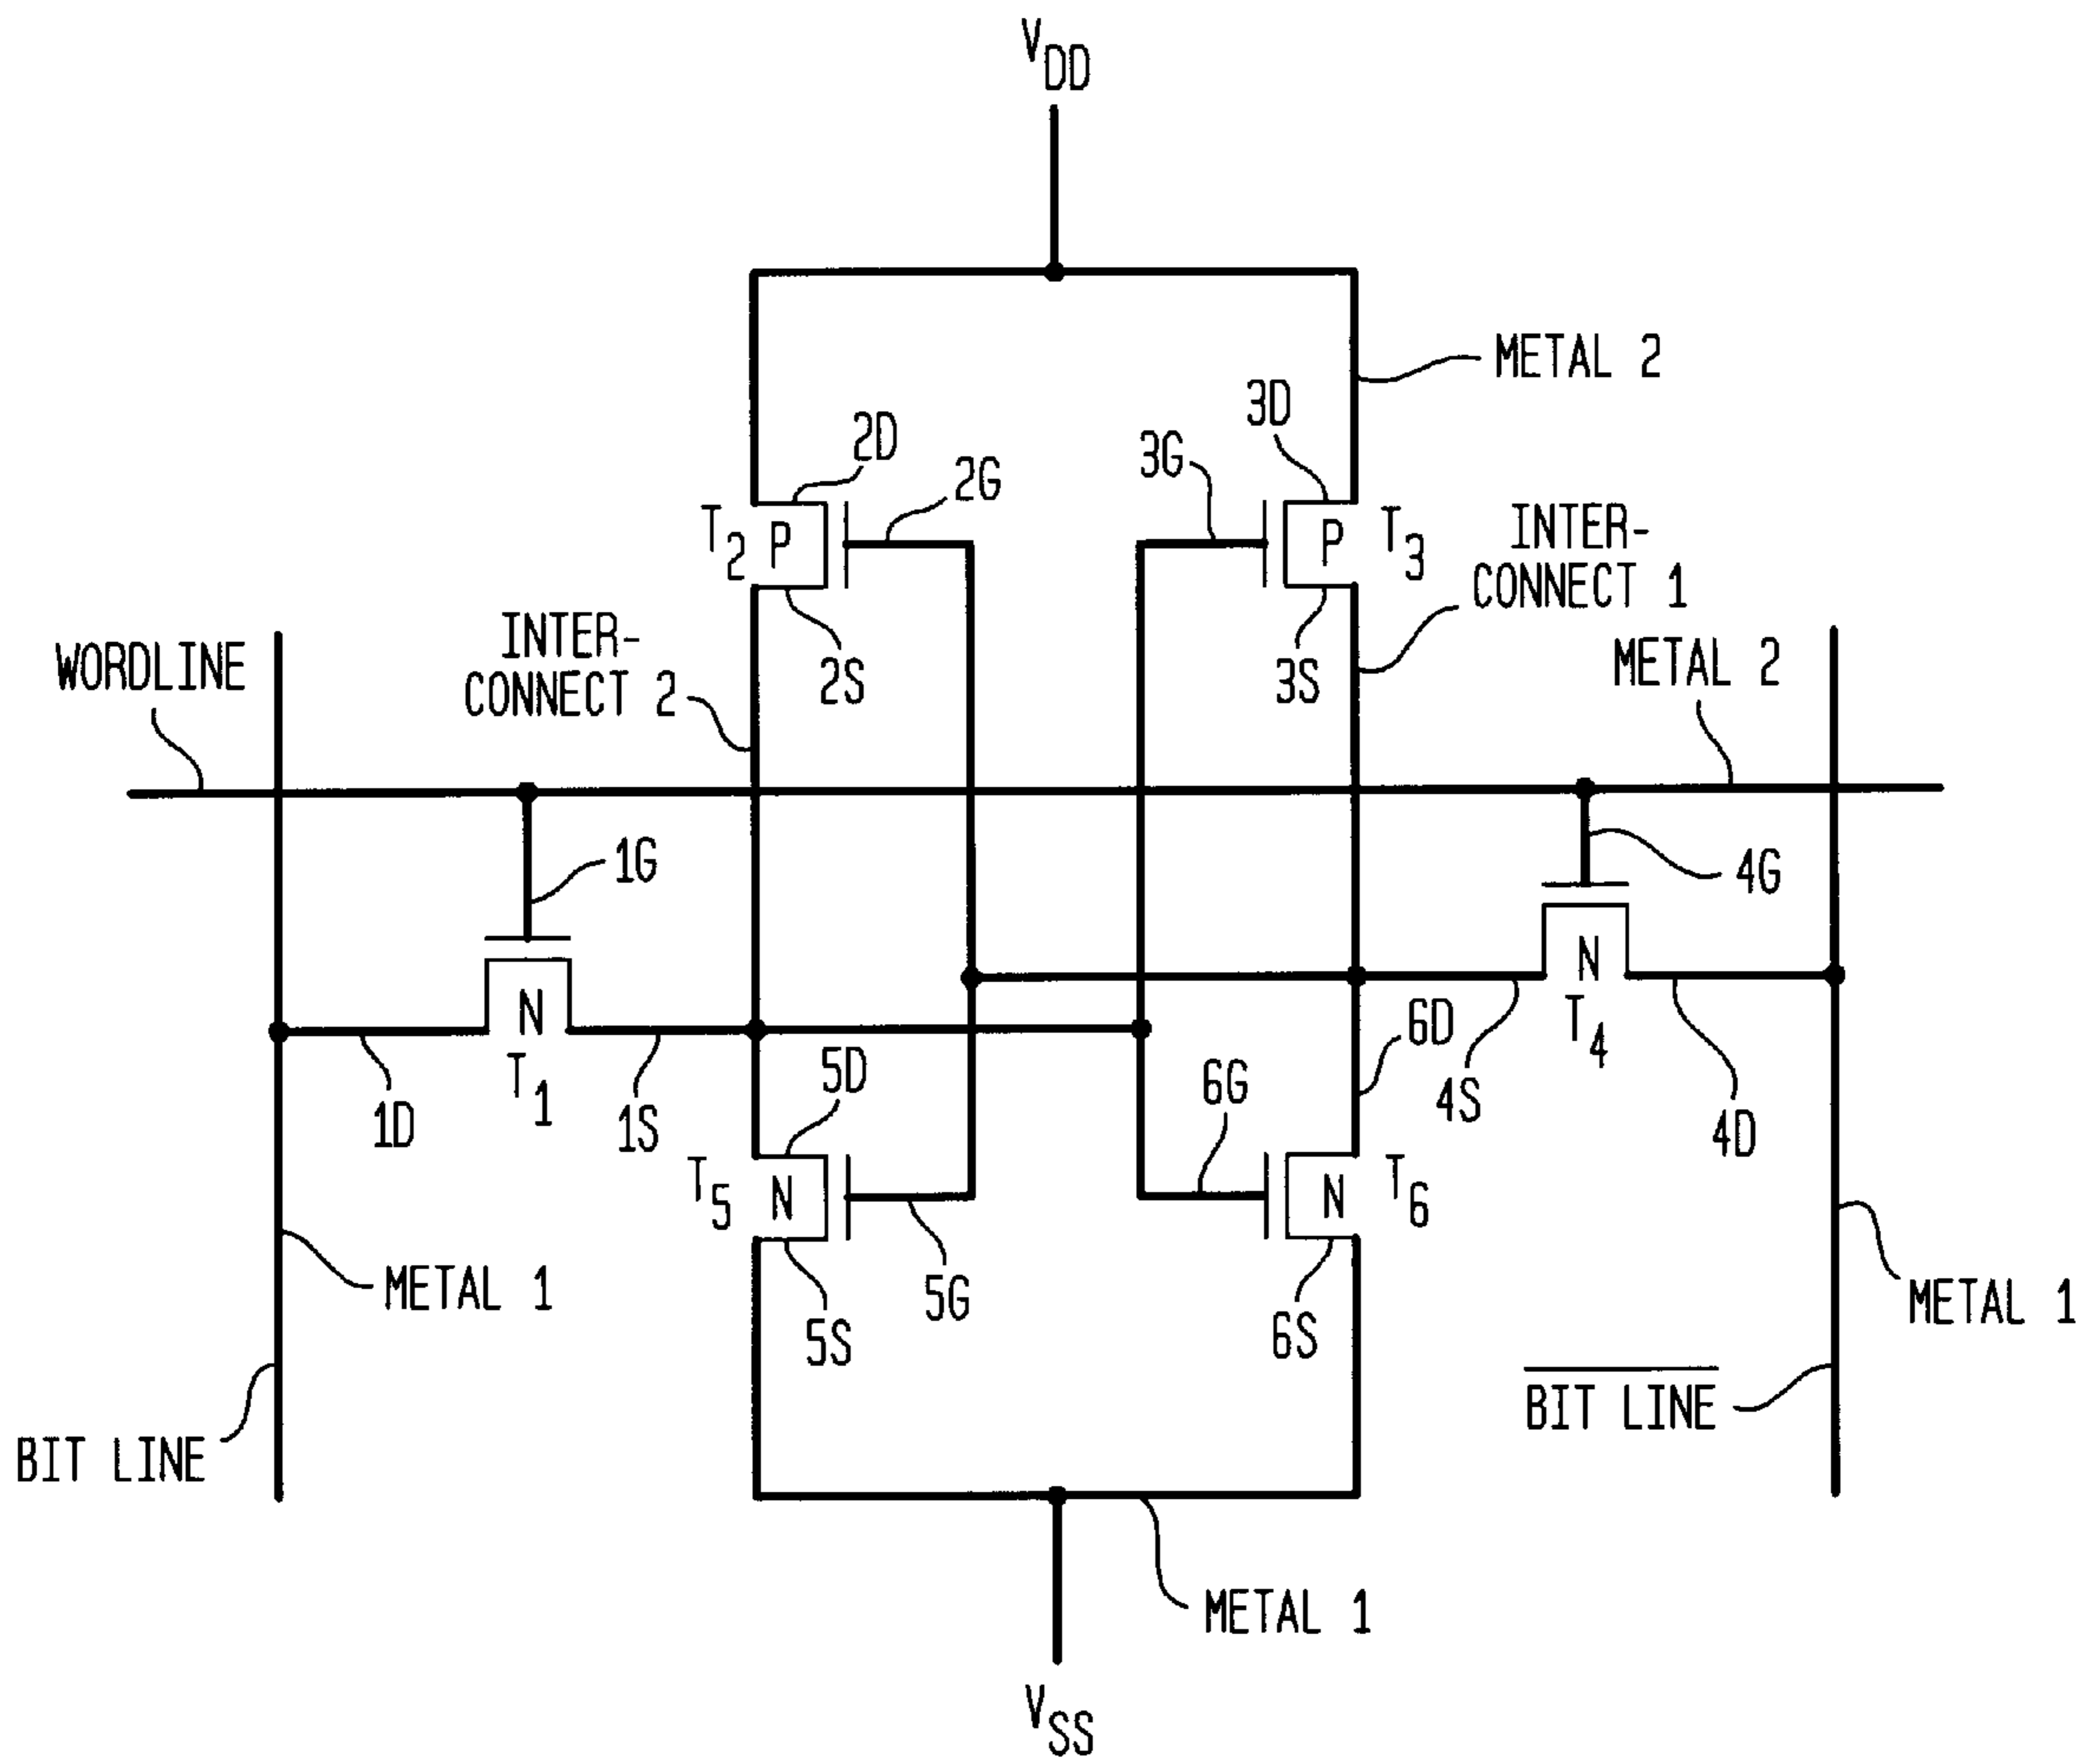 VDD
METAL 2
3D
2D
3G
2G
T2
P
P
T3
INTER-
CONNECT 1
INTER-
CONNECT 2
WORDLINE
2S
3S
METAL 2
1G
4G
N
T4
N
T1
1D
1S
5D
6D
6G
4S
4D
T5
N
N
T6
METAL 1
5G
5S
6S
METAL 1
BIT LINE
BIT LINE
METAL 1
VSS